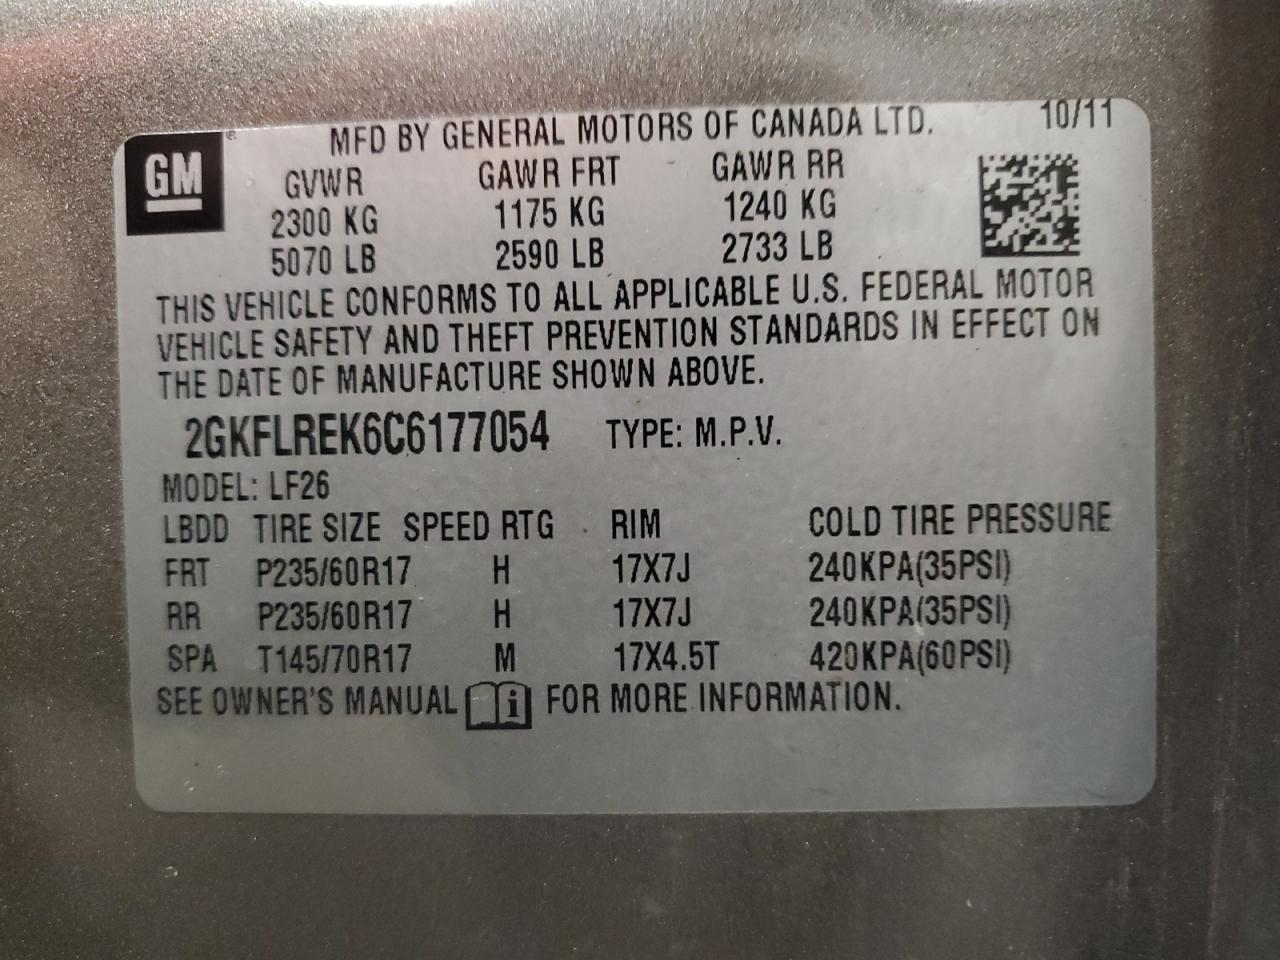 MFD BY GENERAL MOTORS OF CANADA LTD. 10/11
GM
GVWR GAWR FRT GAWR RR
2300 KG 1175 KG 1240 KG
5070 LB 2590 LB 2733 LB
THIS VEHICLE CONFORMS TO ALL APPLICABLE U.S. FEDERAL MOTOR
VEHICLE SAFETY AND THEFT PREVENTION STANDARDS IN EFFECT ON
THE DATE OF MANUFACTURE SHOWN ABOVE.
2GKFLREK6C6177054 TYPE: M.P.V.
MODEL: LF26
LBDD TIRE SIZE SPEED RTG RIM COLD TIRE PRESSURE
FRT P235/60R17 H 17X7J 240KPA(35PSI)
RR P235/60R17 H 17X7J 240KPA(35PSI)
SPA T145/70R17 M 17X4.5T 420KPA(60PSI)
SEE OWNER'S MANUAL i FOR MORE INFORMATION.